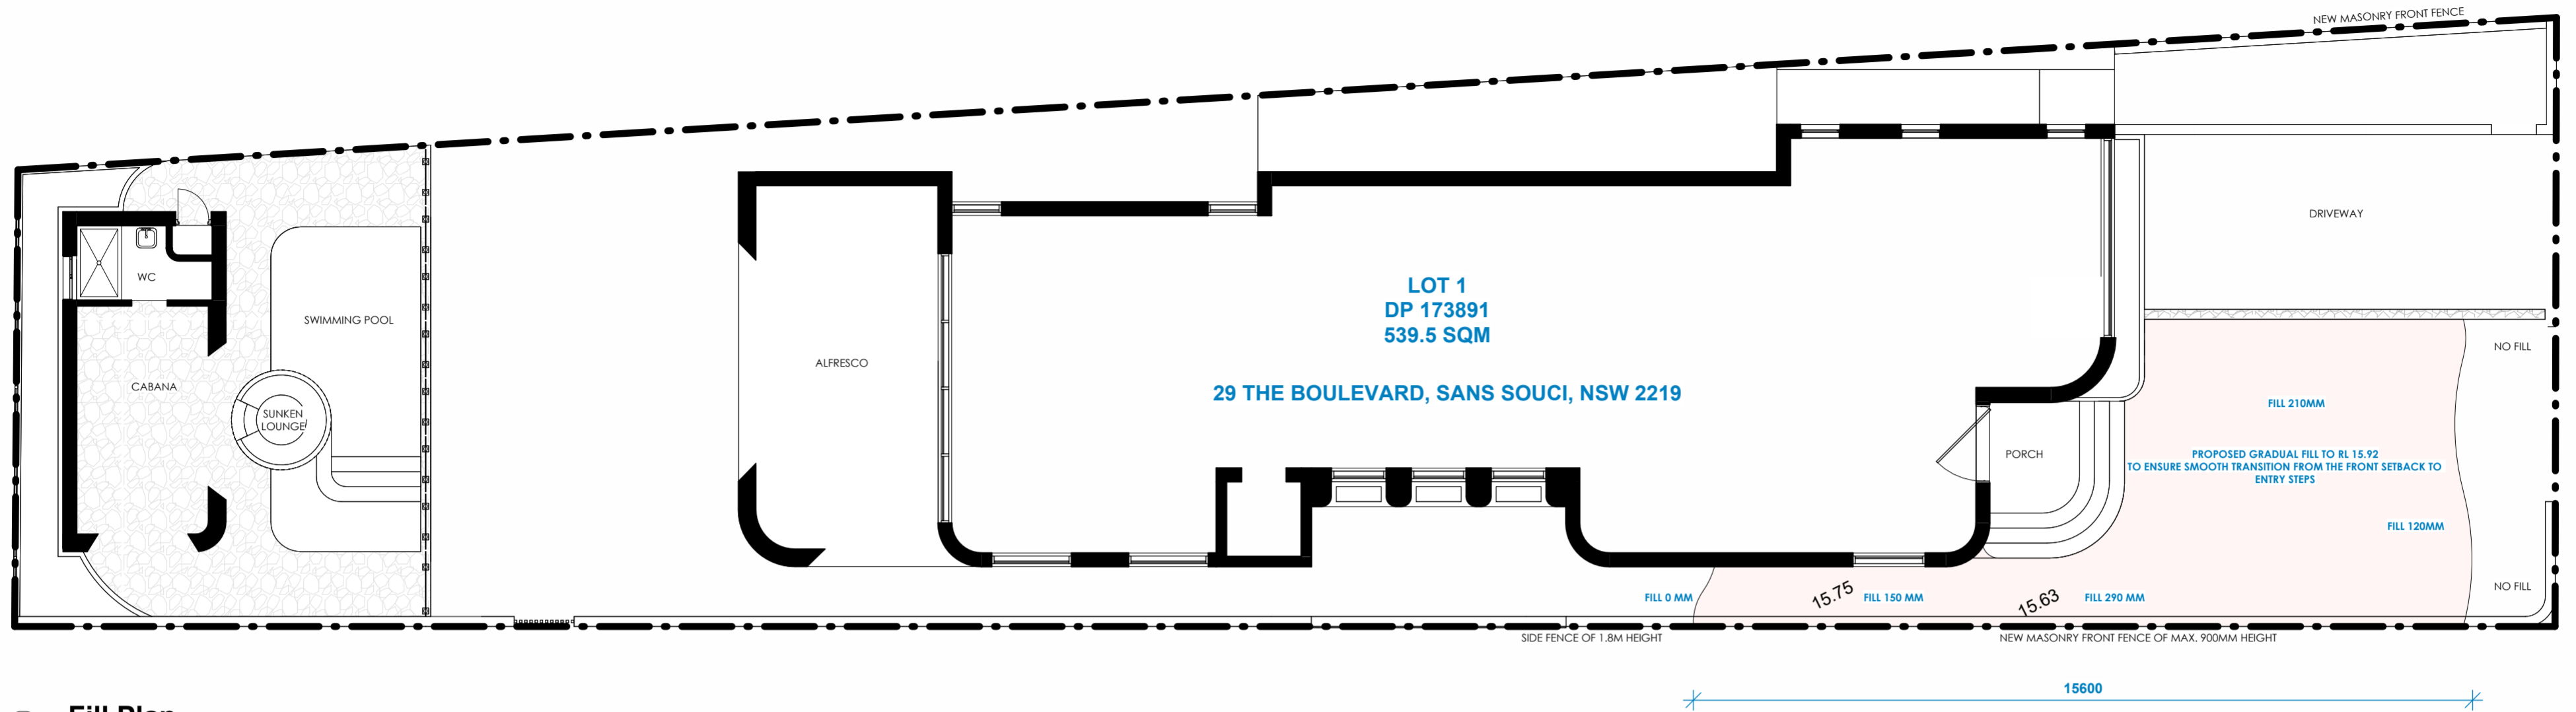 NEW MASONRY FRONT FENCE
DRIVEWAY
WC
SWIMMING POOL
LOT 1
DP 173891
539.5 SQM
NO FILL
ALFRESCO
CABANA
29 THE BOULEVARD, SANS SOUCI, NSW 2219
FILL 210MM
SUNKEN
LOUNGE
PORCH
PROPOSED GRADUAL FILL TO RL 15.92
TO ENSURE SMOOTH TRANSITION FROM THE FRONT SETBACK TO
ENTRY STEPS
FILL 120MM
NO FILL
FILL 0 MM
15.75
FILL 150 MM
15.63
FILL 290 MM
SIDE FENCE OF 1.8M HEIGHT
NEW MASONRY FRONT FENCE OF MAX. 900MM HEIGHT
15600
Fill Plan